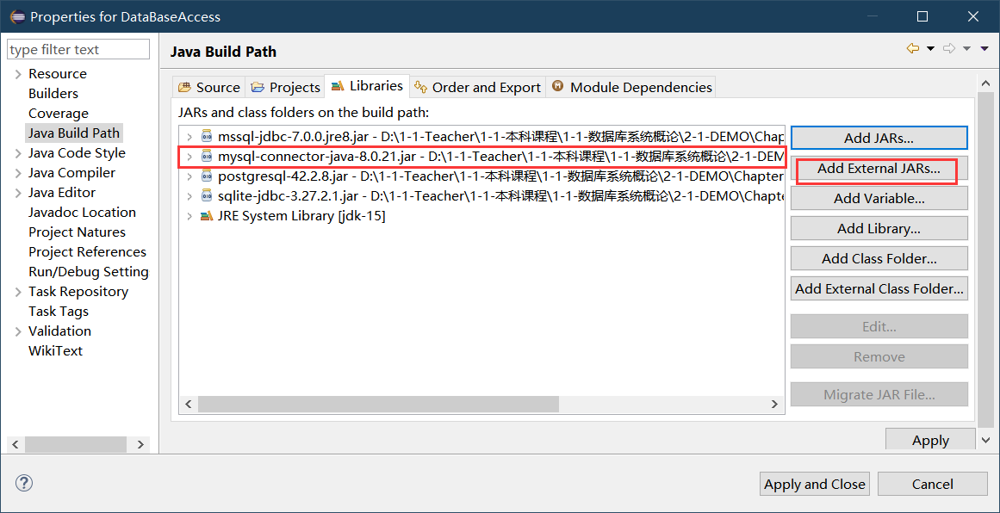 Properties for DataBaseAccess
type filter text
Resource
Builders
Coverage
Java Build Path
Java Code Style
Java Compiler
Java Editor
Javadoc Location
Project Natures
Project References
Run/Debug Setting
Task Repository
Task Tags
Validation
WikiText
Java Build Path
Source
Projects
Libraries
Order and Export
Module Dependencies
JARs and class folders on the build path:
mssql-jdbc-7.0.0.jre8.jar - D:\1-1-Teacher\1-1-本科课程\1-1-数据库系统概论\2-1-DEMO\Chap
mysql-connector-java-8.0.21.jar - D:\1-1-Teacher\1-1-本科课程\1-1-数据库系统概论\2-1-DEM
postgresql-42.2.8.jar - D:\1-1-Teacher\1-1-本科课程\1-1-数据库系统概论\2-1-DEMO\Chapter
sqlite-jdbc-3.27.2.1.jar - D:\1-1-Teacher\1-1-本科课程\1-1-数据库系统概论\2-1-DEMO\Chapte
JRE System Library [jdk-15]
Add JARs...
Add External JARs...
Add Variable...
Add Library...
Add Class Folder...
Add External Class Folder...
Edit...
Remove
Migrate JAR File...
Apply
Apply and Close
Cancel